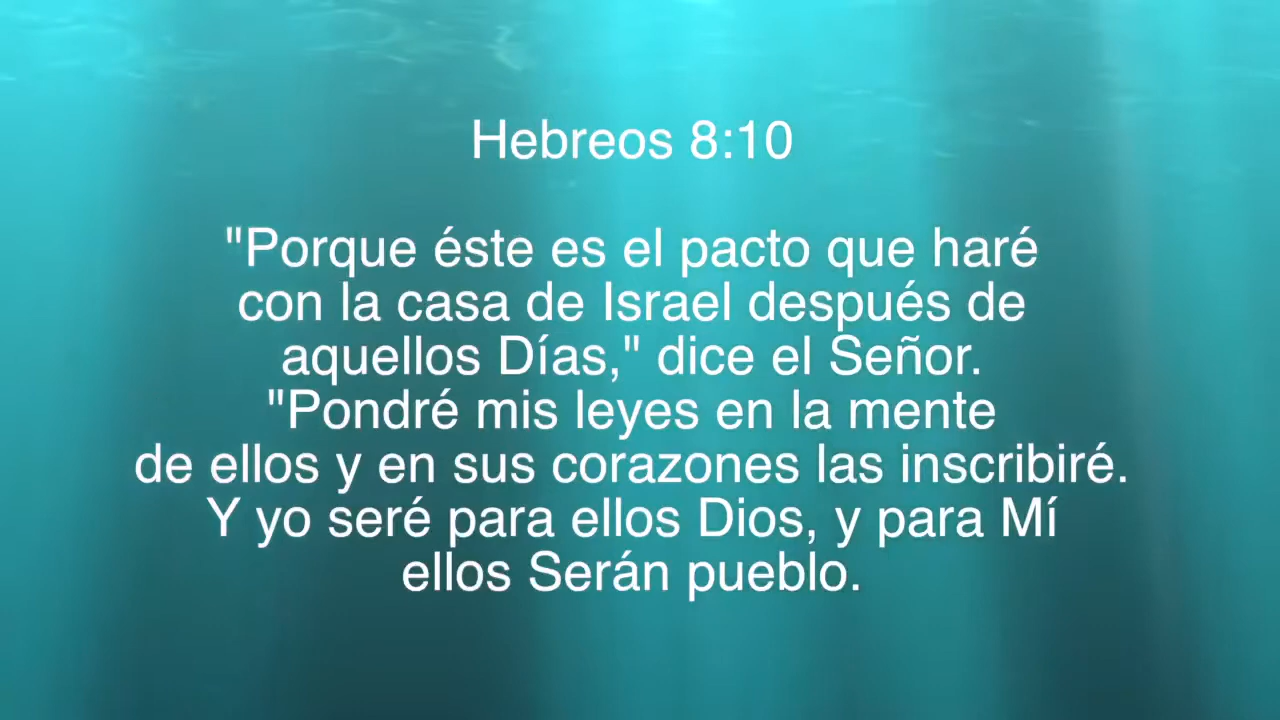 Hebreos 8:10
"Porque éste es el pacto que haré
con la casa de Israel después de
aquellos Días," dice el Señor.
"Pondré mis leyes en la mente
de ellos y en sus corazones las inscribiré.
Y yo seré para ellos Dios, y para Mí
ellos Serán pueblo.